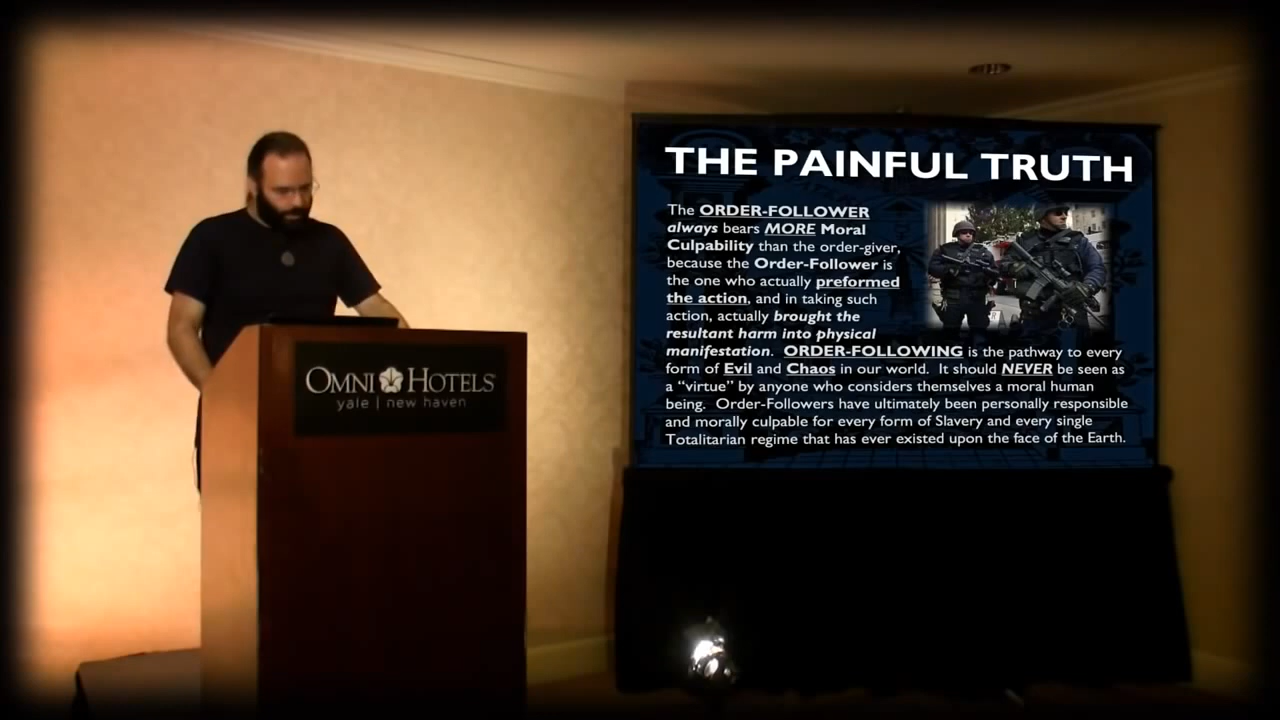 OMNI HOTELS
yale | new haven
THE PAINFUL TRUTH
The ORDER-FOLLOWER
always bears MORE Moral
Culpability than the order-giver,
because the Order-Follower is
the one who actually preformed
the action, and in taking such
action, actually brought the
resultant harm into physical
manifestation. ORDER-FOLLOWING is the pathway to every
form of Evil and Chaos in our world. It should NEVER be seen as
a “virtue” by anyone who considers themselves a moral human
being. Order-Followers have ultimately been personally responsible
and morally culpable for every form of Slavery and every single
Totalitarian regime that has ever existed upon the face of the Earth.